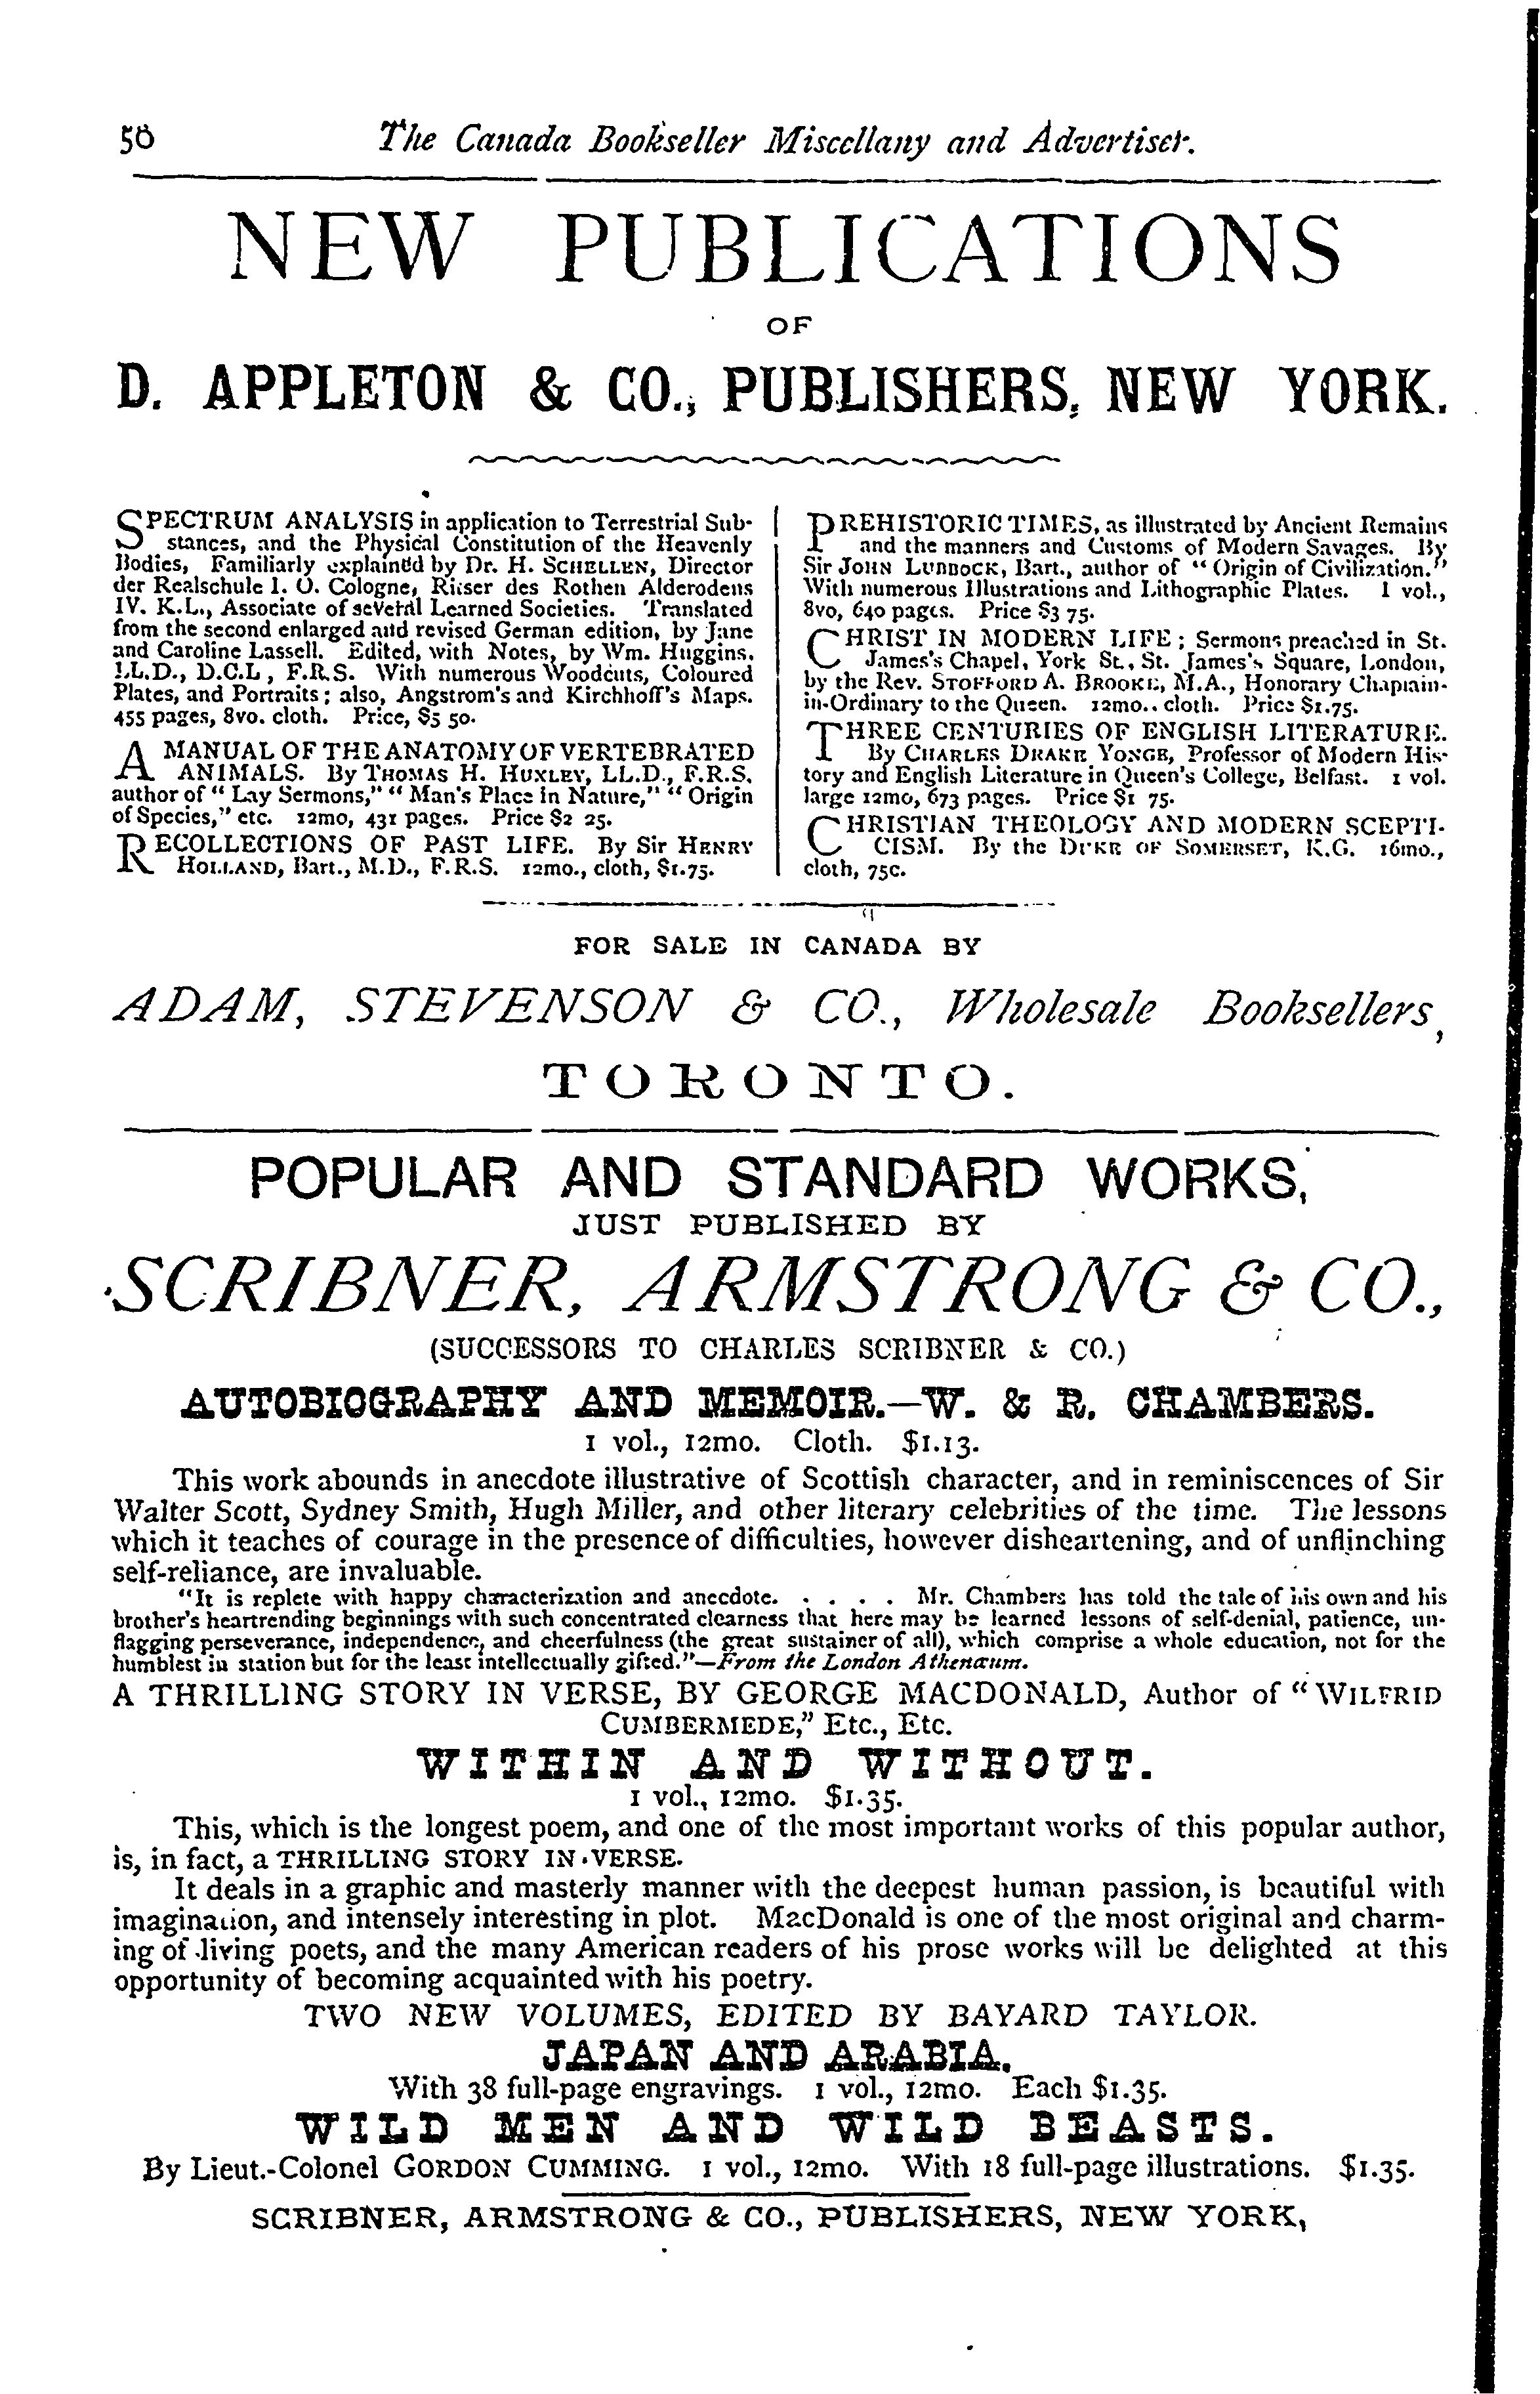 56 The Canada Bookseller Miscellany and Advertiser.
NEW PUBLICATIONS
OF
D. APPLETON & CO., PUBLISHERS, NEW YORK.
SPECTRUM ANALYSIS in application to Terrestrial Sub-
stances, and the Physical Constitution of the Heavenly
Bodies, Familiarly explained by Dr. H. SCHELLEN, Director
der Realschule I. O. Cologne, Ritter des Rothen Alderodens
IV. K.L., Associate of several Learned Societies. Translated
from the second enlarged and revised German edition, by Jane
and Caroline Lassell. Edited, with Notes, by Wm. Huggins,
LL.D., D.C.L, F.R.S. With numerous Woodcuts, Coloured
Plates, and Portraits; also, Angstrom's and Kirchhoff's Maps.
455 pages, 8vo. cloth. Price, $5 50.
A MANUAL OF THE ANATOMY OF VERTEBRATED
ANIMALS. By THOMAS H. HUXLEY, LL.D., F.R.S.
author of "Lay Sermons," "Man's Place in Nature," "Origin
of Species," etc. 12mo, 431 pages. Price $2 25.
RECOLLECTIONS OF PAST LIFE. By Sir HENRY
HOLLAND, Bart., M.D., F.R.S. 12mo., cloth, $1.75.
PREHISTORIC TIMES, as illustrated by Ancient Remains
and the manners and Customs of Modern Savages. By
Sir JOHN LUBBOCK, Bart., author of "Origin of Civilization."
With numerous Illustrations and Lithographic Plates. 1 vol.,
8vo, 640 pages. Price $3 75.
CHRIST IN MODERN LIFE; Sermons preached in St.
James's Chapel, York St., St. James's Square, London,
by the Rev. STOFFORD A. BROOKE, M.A., Honorary Chaplain-
in-Ordinary to the Queen. 12mo.. cloth. Price $1.75.
THREE CENTURIES OF ENGLISH LITERATURE.
By CHARLES DRAKE YONGE, Professor of Modern His-
tory and English Literature in Queen's College, Belfast. 1 vol.
large 12mo, 673 pages. Price $1 75.
CHRISTIAN THEOLOGY AND MODERN SCEPTI-
CISM. By the DUKE OF SOMERSET, K.G. 16mo.,
cloth, 75c.
FOR SALE IN CANADA BY
ADAM, STEVENSON & CO., Wholesale Booksellers,
TORONTO.
POPULAR AND STANDARD WORKS,
JUST PUBLISHED BY
SCRIBNER, ARMSTRONG & CO.,
(SUCCESSORS TO CHARLES SCRIBNER & CO.)
AUTOBIOGRAPHY AND MEMOIR.—W. & R. CHAMBERS.
1 vol., 12mo. Cloth. $1.13.
This work abounds in anecdote illustrative of Scottish character, and in reminiscences of Sir
Walter Scott, Sydney Smith, Hugh Miller, and other literary celebrities of the time. The lessons
which it teaches of courage in the presence of difficulties, however disheartening, and of unflinching
self-reliance, are invaluable.
"It is replete with happy characterization and anecdote. . . . . Mr. Chambers has told the tale of his own and his
brother's heartrending beginnings with such concentrated clearness that here may be learned lessons of self-denial, patience, un-
flagging perseverance, independence, and cheerfulness (the great sustainer of all), which comprise a whole education, not for the
humblest in station but for the least intellectually gifted."—From the London Athenæum.
A THRILLING STORY IN VERSE, BY GEORGE MACDONALD, Author of "WILFRID
CUMBERMEDE," Etc., Etc.
WITHIN AND WITHOUT.
1 vol., 12mo. $1.35.
This, which is the longest poem, and one of the most important works of this popular author,
is, in fact, a THRILLING STORY IN VERSE.
It deals in a graphic and masterly manner with the deepest human passion, is beautiful with
imagination, and intensely interesting in plot. MacDonald is one of the most original and charm-
ing of living poets, and the many American readers of his prose works will be delighted at this
opportunity of becoming acquainted with his poetry.
TWO NEW VOLUMES, EDITED BY BAYARD TAYLOR.
JAPAN AND ARABIA.
With 38 full-page engravings. 1 vol., 12mo. Each $1.35.
WILD MEN AND WILD BEASTS.
By Lieut.-Colonel GORDON CUMMING. 1 vol., 12mo. With 18 full-page illustrations. $1.35.
SCRIBNER, ARMSTRONG & CO., PUBLISHERS, NEW YORK,